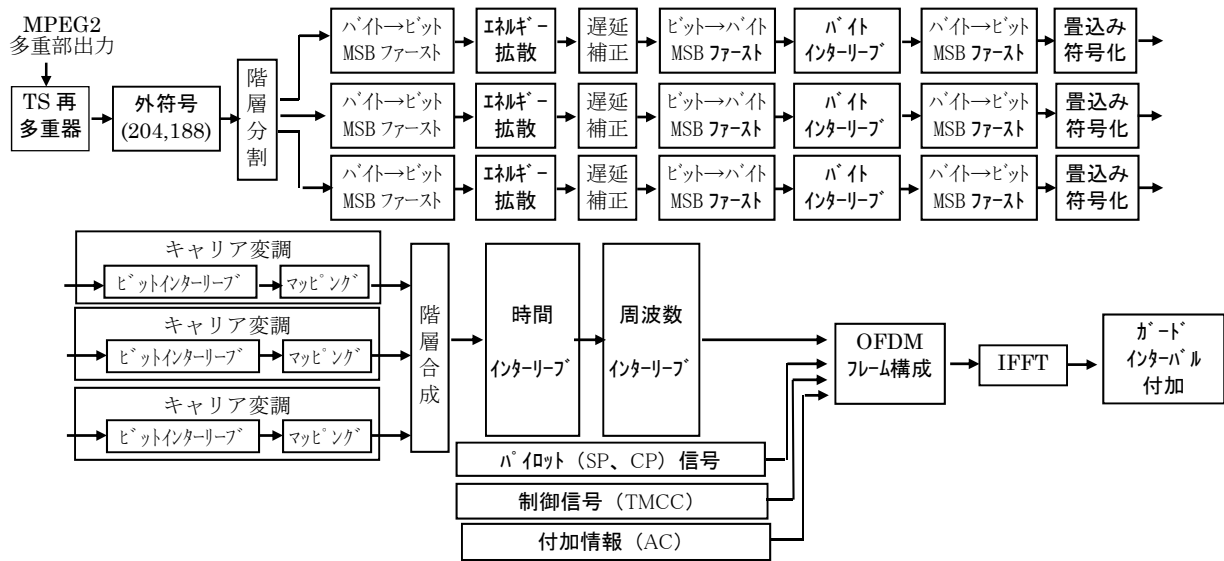 MPEG2
多重部出力
TS 再
多重器
外符号
(204,188)
階
層
分
割
バイト→ビット
MSB ファースト
エネルギー
拡散
遅延
補正
ビット→バイト
MSB ファースト
バイト
インターリーブ
バイト→ビット
MSB ファースト
畳込み
符号化
バイト→ビット
MSB ファースト
エネルギー
拡散
遅延
補正
ビット→バイト
MSB ファースト
バイト
インターリーブ
バイト→ビット
MSB ファースト
畳込み
符号化
バイト→ビット
MSB ファースト
エネルギー
拡散
遅延
補正
ビット→バイト
MSB ファースト
バイト
インターリーブ
バイト→ビット
MSB ファースト
畳込み
符号化
キャリア変調
ビットインターリーブ
マッピング
キャリア変調
ビットインターリーブ
マッピング
キャリア変調
ビットインターリーブ
マッピング
階
層
合
成
時間
インターリーブ
周波数
インターリーブ
OFDM
フレーム構成
IFFT
ガード
インターバル
付加
パイロット（SP、CP）信号
制御信号（TMCC）
付加情報（AC）